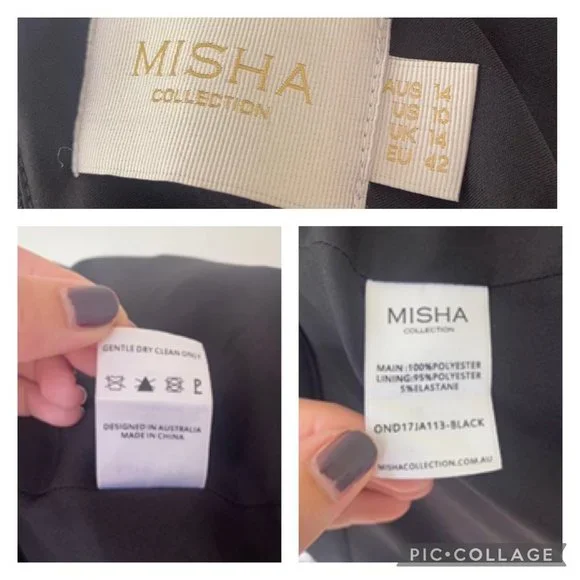 MISHA
COLLECTION
AUS 14
US 10
UK 14
EU 42
GENTLE DRY CLEAN ONLY
P
DESIGNED IN AUSTRALIA
MADE IN CHINA
MISHA
COLLECTION
MAIN :100%POLYESTER
LINING:95%POLYESTER
5%ELASTANE
OND17JA113-BLACK
MISHACOLLECTION.COM.AU
PIC•COLLAGE